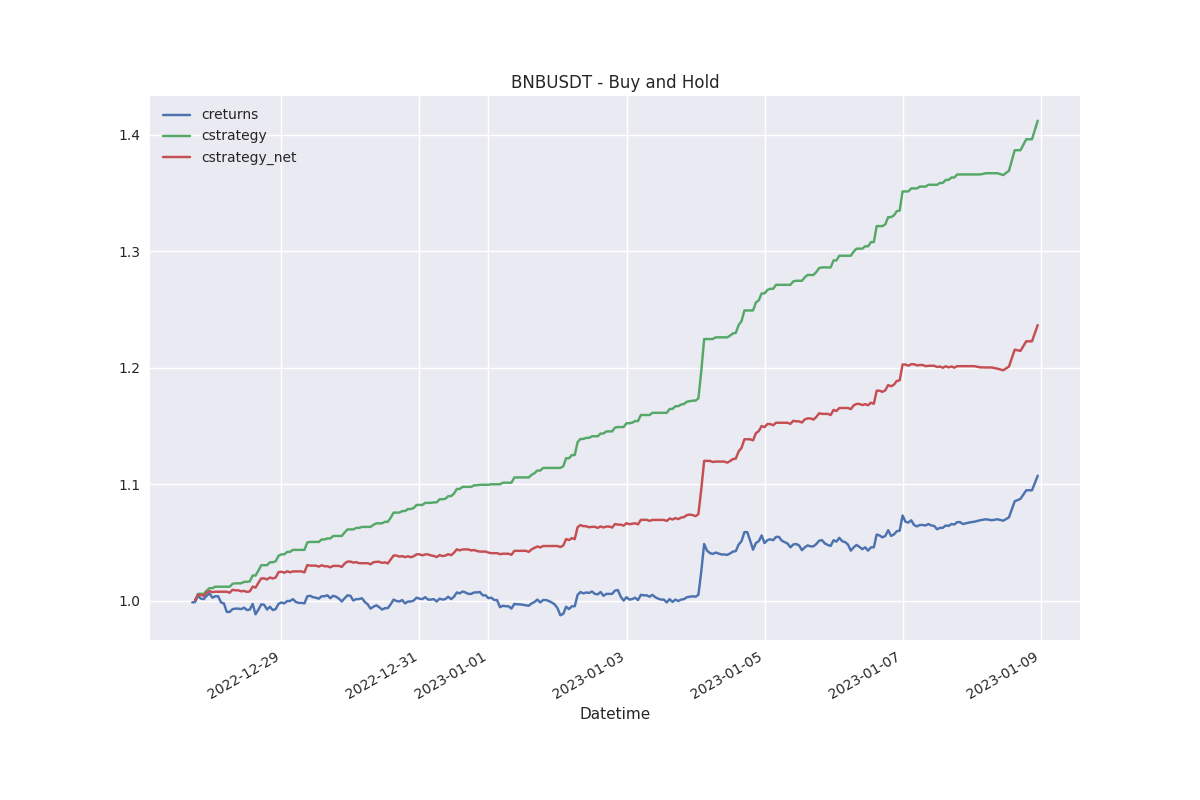 BNBUSDT - Buy and Hold
creturns
cstrategy
cstrategy_net
1.4
1.3
1.2
1.1
1.0
2022-12-29
2022-12-31
2023-01-01
2023-01-03
2023-01-05
2023-01-07
2023-01-09
Datetime